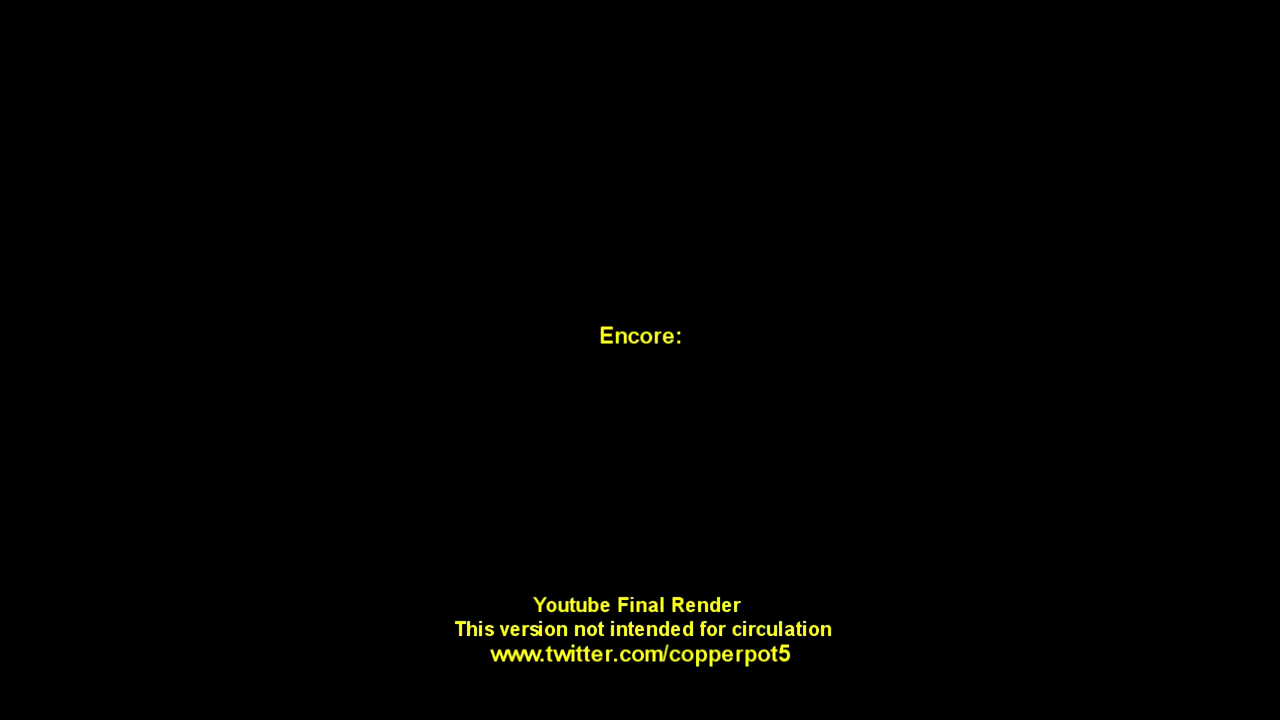 Encore:
Youtube Final Render
This version not intended for circulation
www.twitter.com/copperpot5